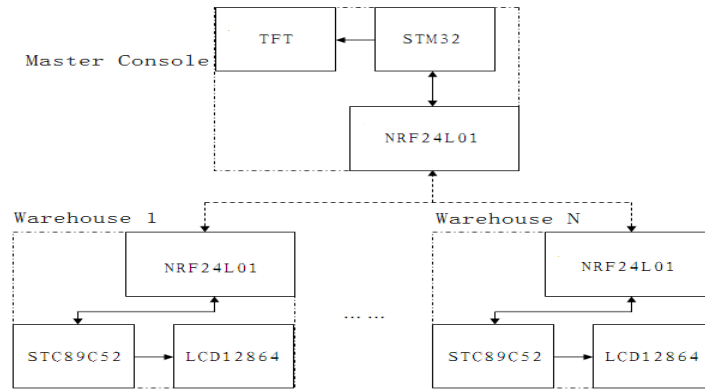 TFT
STM32
Master Console
NRF24L01
Warehouse 1
Warehouse N
NRF24L01
NRF24L01
... ...
STC89C52
LCD12864
STC89C52
LCD12864